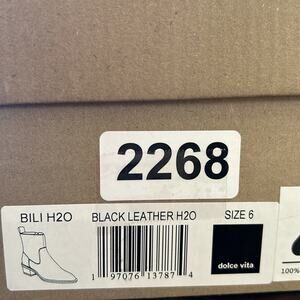 2268
BILI H2O BLACK LEATHER H2O SIZE 6
dolce vita
1 97076 13787 4
100%